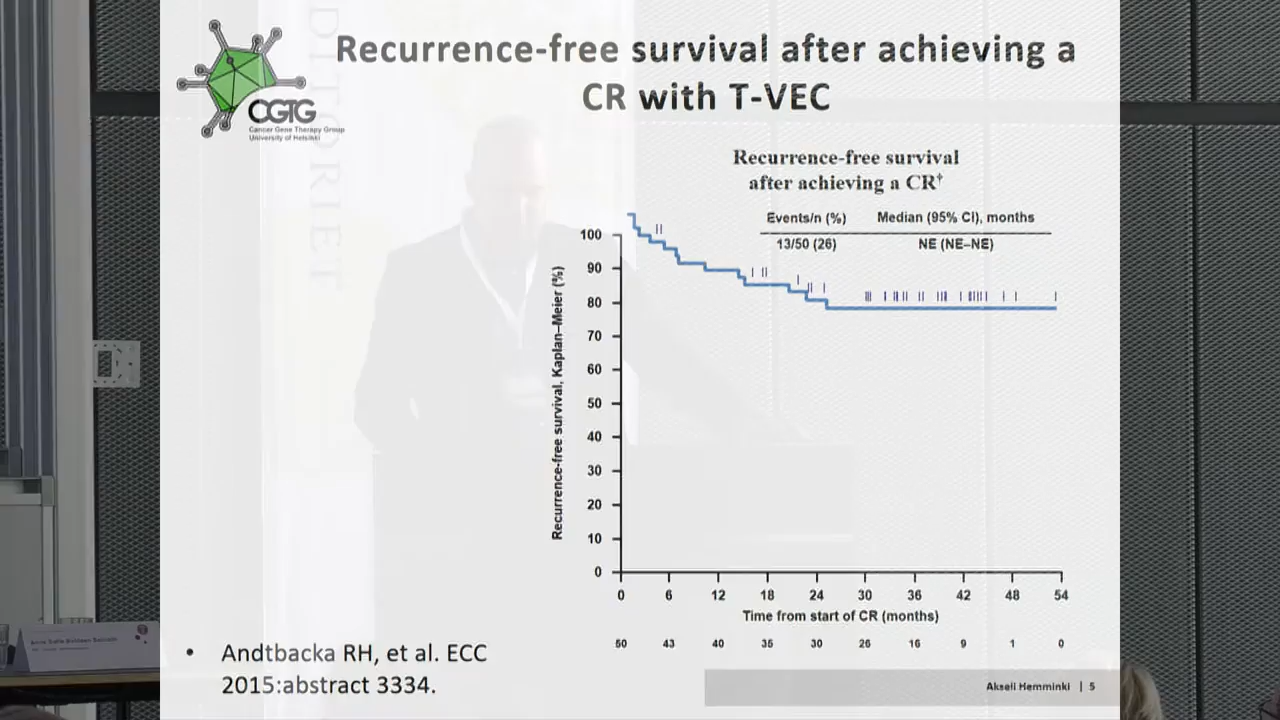 Recurrence-free survival after achieving a
CR with T-VEC
CGTG
Cancer Gene Therapy Group
University of Helsinki
DITORIET
Recurrence-free survival
after achieving a CR†
Events/n (%) Median (95% CI), months
13/50 (26) NE (NE–NE)
Recurrence-free survival, Kaplan–Meier (%)
100
90
80
70
60
50
40
30
20
10
0
0 6 12 18 24 30 36 42 48 54
Time from start of CR (months)
50 43 40 35 30 26 16 9 1 0
• Andtbacka RH, et al. ECC
2015:abstract 3334.
Akseli Hemminki | 5